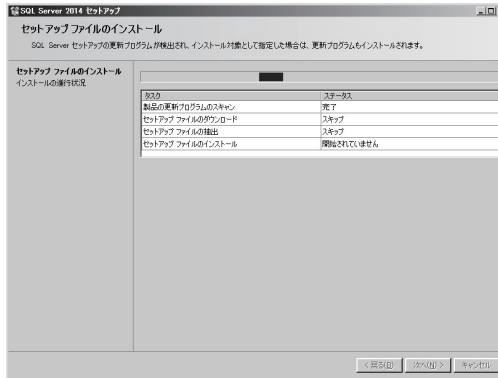 SQL Server 2014 セットアップ
セットアップ ファイルのインストール
SQL Server セットアップの更新プログラムが検出され、インストール対象として指定した場合は、更新プログラムもインストールされます。
セットアップ ファイルのインストール
インストールの進行状況
タスク ステータス
製品の更新プログラムのスキャン 完了
セットアップ ファイルのダウンロード スキップ
セットアップ ファイルの抽出 スキップ
セットアップ ファイルのインストール 開始されていません
< 戻る(B) 次へ(N) > キャンセル